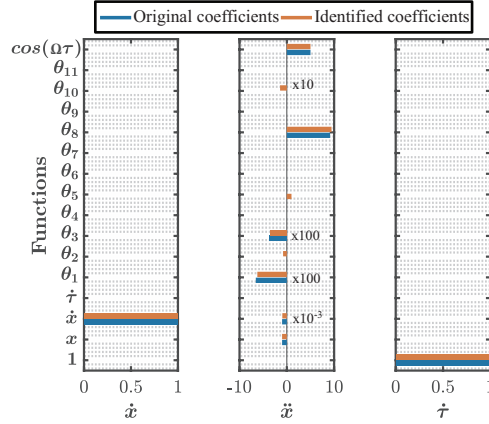 Original coefficients Identified coefficients
cos(Ωτ)
θ₁₁
θ₁₀ x10
θ₉
θ₈
θ₇
θ₆
θ₅
θ₄
θ₃ x100
θ₂
θ₁ x100
τ̇
ẋ x10⁻³
x
1
Functions
0 0.5 1 -10 0 10 0 0.5 1
ẋ ẍ τ̇